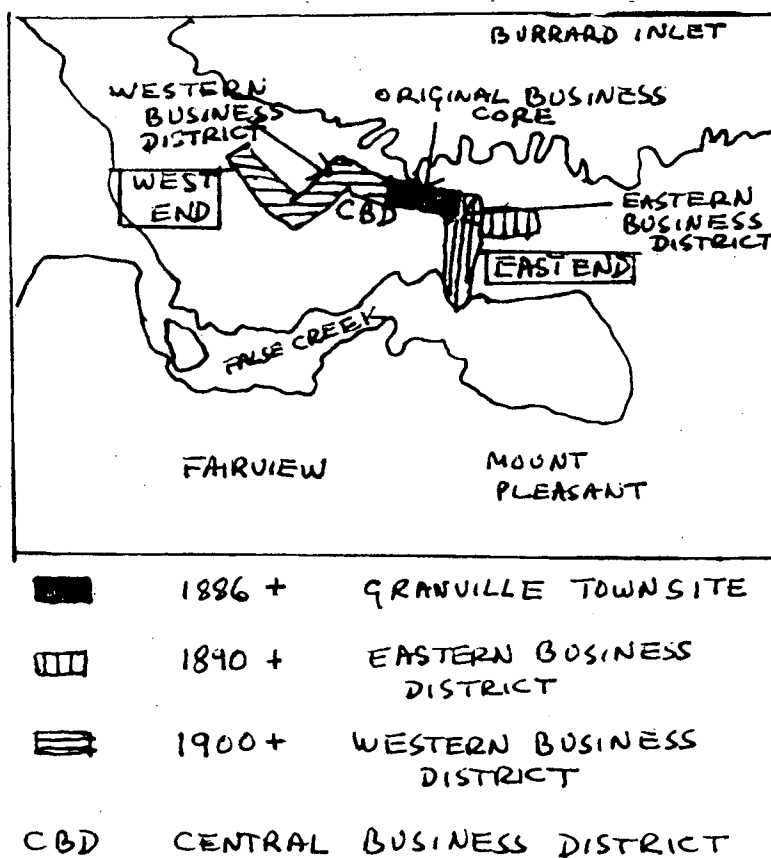 BURRARD INLET
WESTERN
BUSINESS
DISTRICT
ORIGINAL BUSINESS
CORE
WEST
END
CBD
EASTERN
BUSINESS
DISTRICT
EAST END
FALSE CREEK
FAIRVIEW
MOUNT
PLEASANT
1886 + GRANVILLE TOWNSITE
1890 + EASTERN BUSINESS
DISTRICT
1900 + WESTERN BUSINESS
DISTRICT
CBD CENTRAL BUSINESS DISTRICT